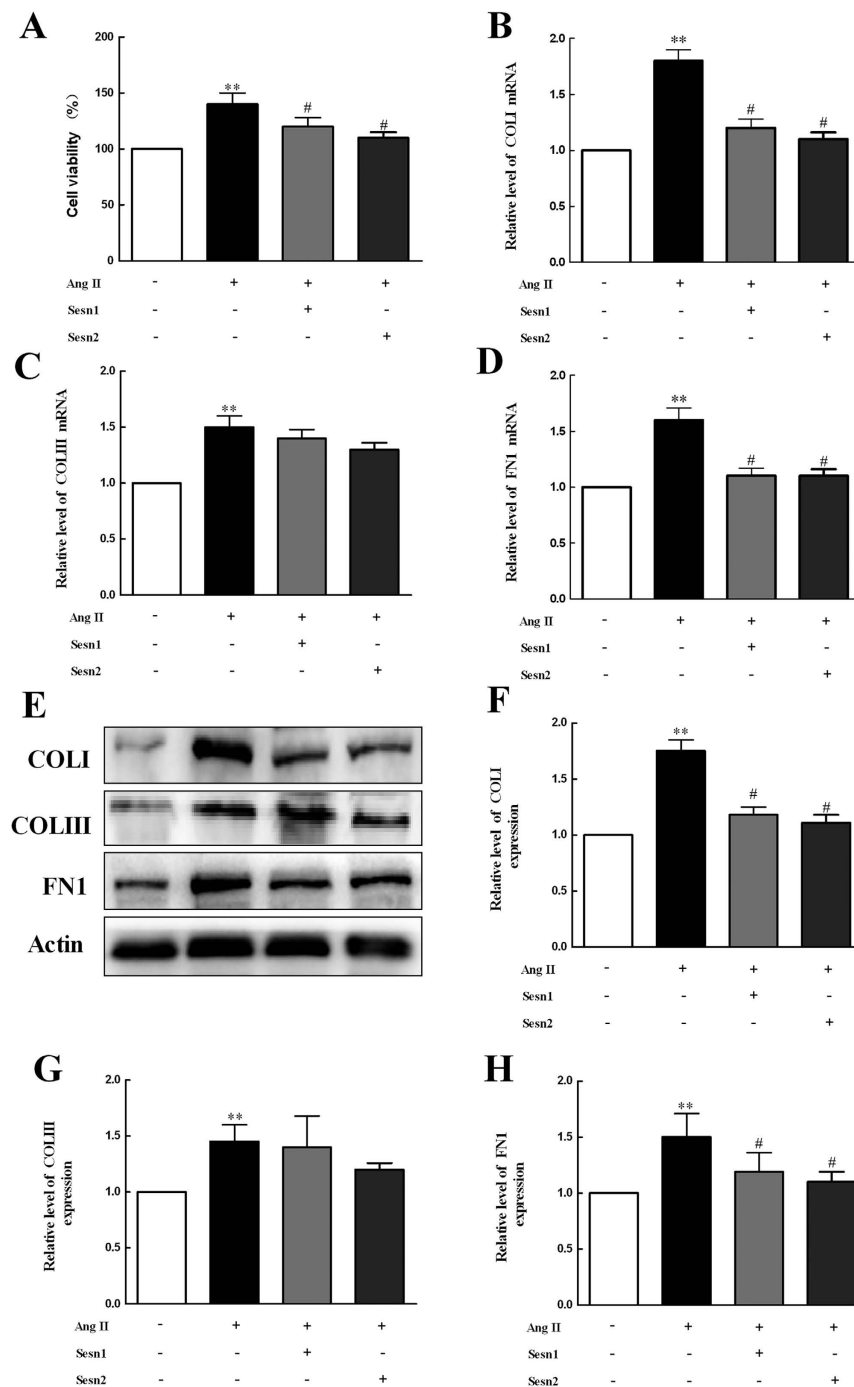 A
Cell viability (%)
200
150
100
50
0
**
#
#
Ang II - + + +
Sesn1 - - + -
Sesn2 - - - +
B
Relative level of COLI mRNA
2.0
1.5
1.0
0.5
0.0
**
#
#
Ang II - + + +
Sesn1 - - + -
Sesn2 - - - +
C
Relative level of COLIII mRNA
2.0
1.5
1.0
0.5
0.0
**
Ang II - + + +
Sesn1 - - + -
Sesn2 - - - +
D
Relative level of FN1 mRNA
2.0
1.5
1.0
0.5
0.0
**
#
#
Ang II - + + +
Sesn1 - - + -
Sesn2 - - - +
E
COLI
COLIII
FN1
Actin
F
Relative level of COLI
expression
2.0
1.5
1.0
0.5
0.0
**
#
#
Ang II - + + +
Sesn1 - - + -
Sesn2 - - - +
G
Relative level of COLIII
expression
2.0
1.5
1.0
0.5
0.0
**
Ang II - + + +
Sesn1 - - + -
Sesn2 - - - +
H
Relative level of FN1
expression
2.0
1.5
1.0
0.5
0.0
**
#
#
Ang II - + + +
Sesn1 - - + -
Sesn2 - - - +